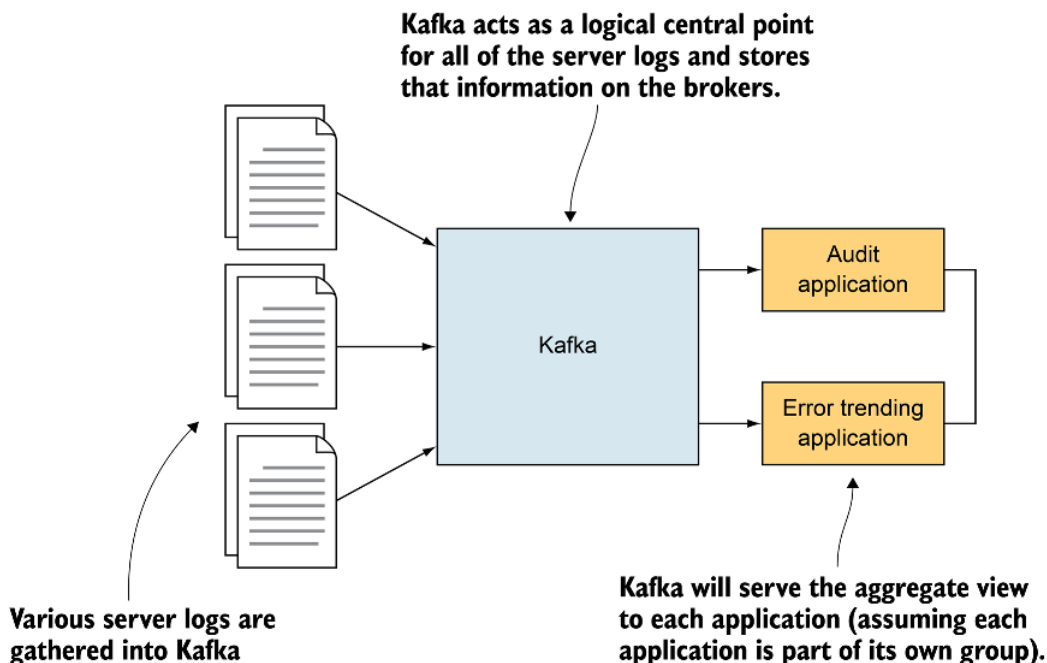 Kafka acts as a logical central point
for all of the server logs and stores
that information on the brokers.
Audit
application
Kafka
Error trending
application
Various server logs are
gathered into Kafka
Kafka will serve the aggregate view
to each application (assuming each
application is part of its own group).